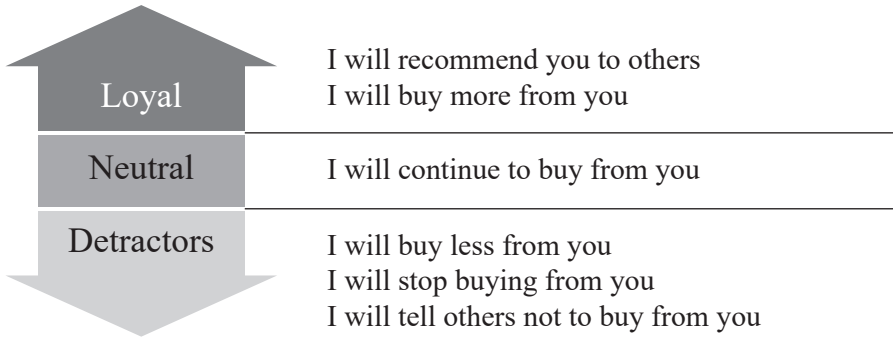 Loyal
I will recommend you to others
I will buy more from you
Neutral
I will continue to buy from you
Detractors
I will buy less from you
I will stop buying from you
I will tell others not to buy from you